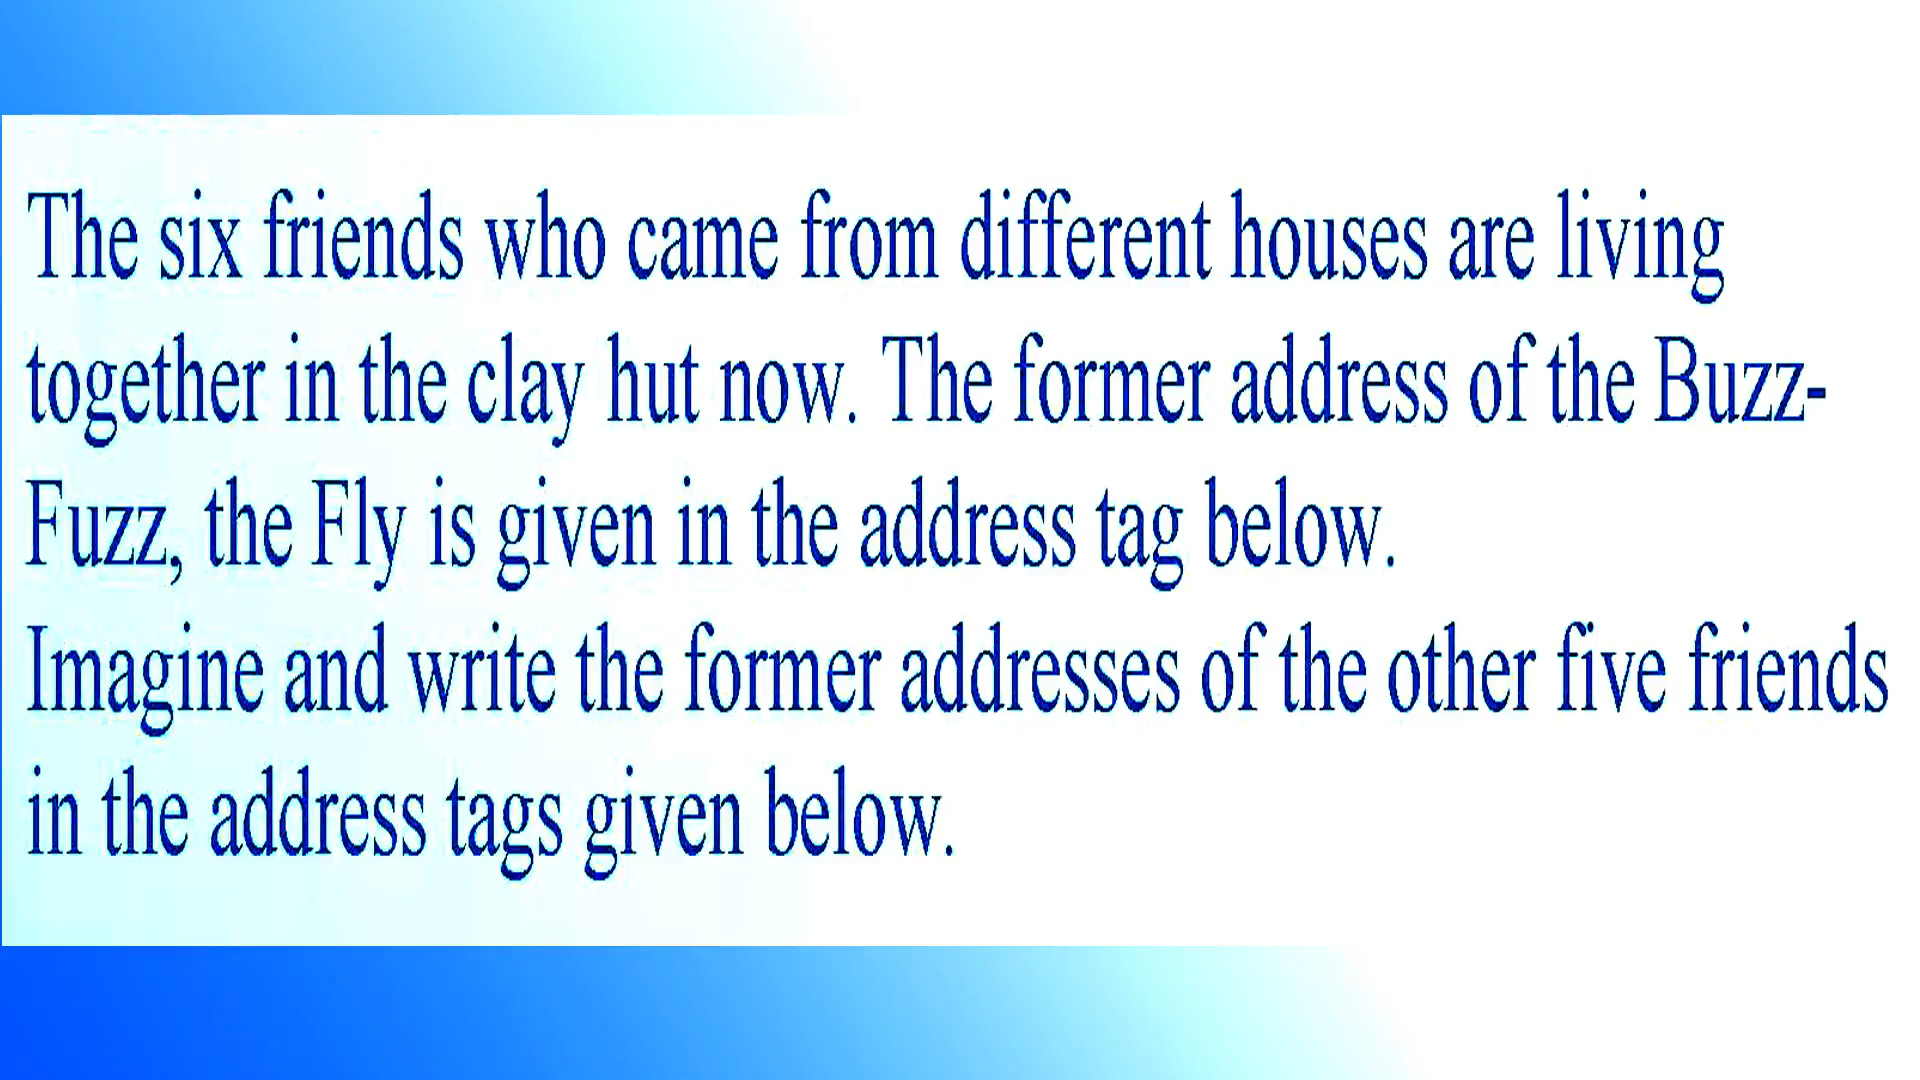 The six friends who came from different houses are living
together in the clay hut now. The former address of the Buzz-
Fuzz, the Fly is given in the address tag below.
Imagine and write the former addresses of the other five friends
in the address tags given below.